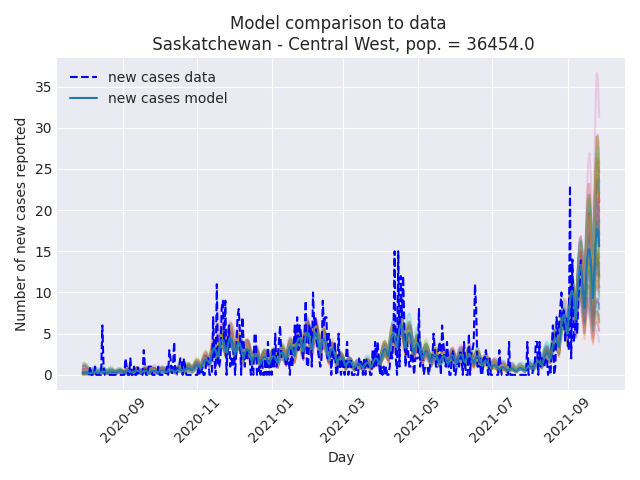 Model comparison to data
Saskatchewan - Central West, pop. = 36454.0
new cases data
new cases model
Number of new cases reported
35
30
25
20
15
10
5
0
2020-09
2020-11
2021-01
2021-03
2021-05
2021-07
2021-09
Day